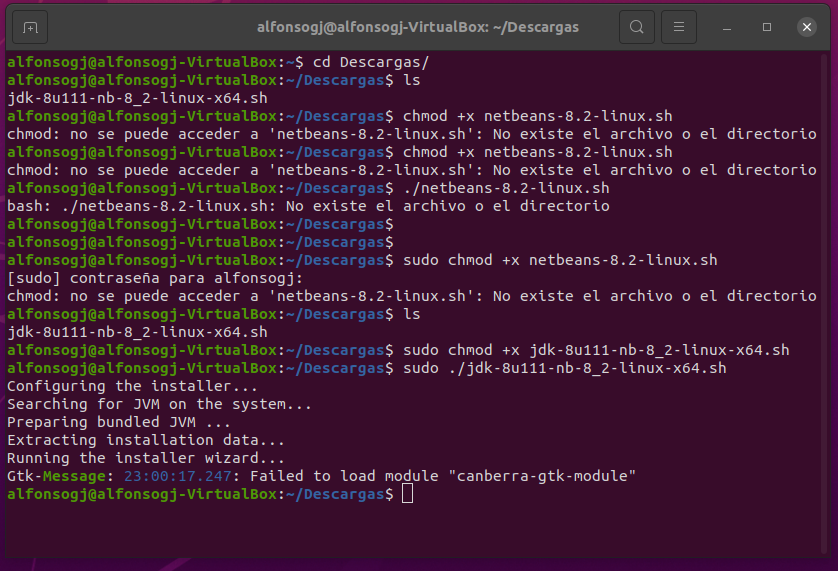 alfonsogj@alfonsogj-VirtualBox: ~/Descargas
alfonsogj@alfonsogj-VirtualBox:~$ cd Descargas/
alfonsogj@alfonsogj-VirtualBox:~/Descargas$ ls
jdk-8u111-nb-8_2-linux-x64.sh
alfonsogj@alfonsogj-VirtualBox:~/Descargas$ chmod +x netbeans-8.2-linux.sh
chmod: no se puede acceder a 'netbeans-8.2-linux.sh': No existe el archivo o el directorio
alfonsogj@alfonsogj-VirtualBox:~/Descargas$ chmod +x netbeans-8.2-linux.sh
chmod: no se puede acceder a 'netbeans-8.2-linux.sh': No existe el archivo o el directorio
alfonsogj@alfonsogj-VirtualBox:~/Descargas$ ./netbeans-8.2-linux.sh
bash: ./netbeans-8.2-linux.sh: No existe el archivo o el directorio
alfonsogj@alfonsogj-VirtualBox:~/Descargas$
alfonsogj@alfonsogj-VirtualBox:~/Descargas$
alfonsogj@alfonsogj-VirtualBox:~/Descargas$ sudo chmod +x netbeans-8.2-linux.sh
[sudo] contraseña para alfonsogj:
chmod: no se puede acceder a 'netbeans-8.2-linux.sh': No existe el archivo o el directorio
alfonsogj@alfonsogj-VirtualBox:~/Descargas$ ls
jdk-8u111-nb-8_2-linux-x64.sh
alfonsogj@alfonsogj-VirtualBox:~/Descargas$ sudo chmod +x jdk-8u111-nb-8_2-linux-x64.sh
alfonsogj@alfonsogj-VirtualBox:~/Descargas$ sudo ./jdk-8u111-nb-8_2-linux-x64.sh
Configuring the installer...
Searching for JVM on the system...
Preparing bundled JVM ...
Extracting installation data...
Running the installer wizard...
Gtk-Message: 23:00:17.247: Failed to load module "canberra-gtk-module"
alfonsogj@alfonsogj-VirtualBox:~/Descargas$